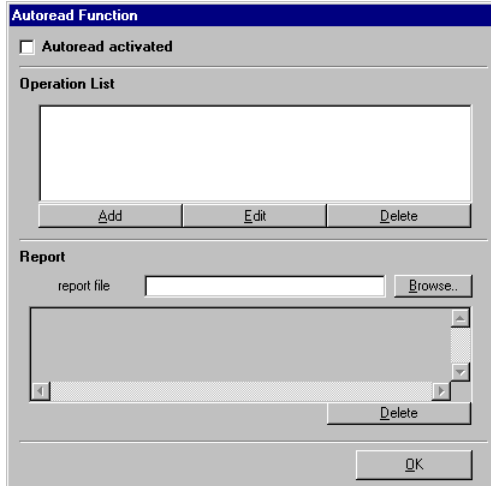 Autoread Function
Autoread activated
Operation List
Add Edit Delete
Report
report file Browse..
Delete
OK